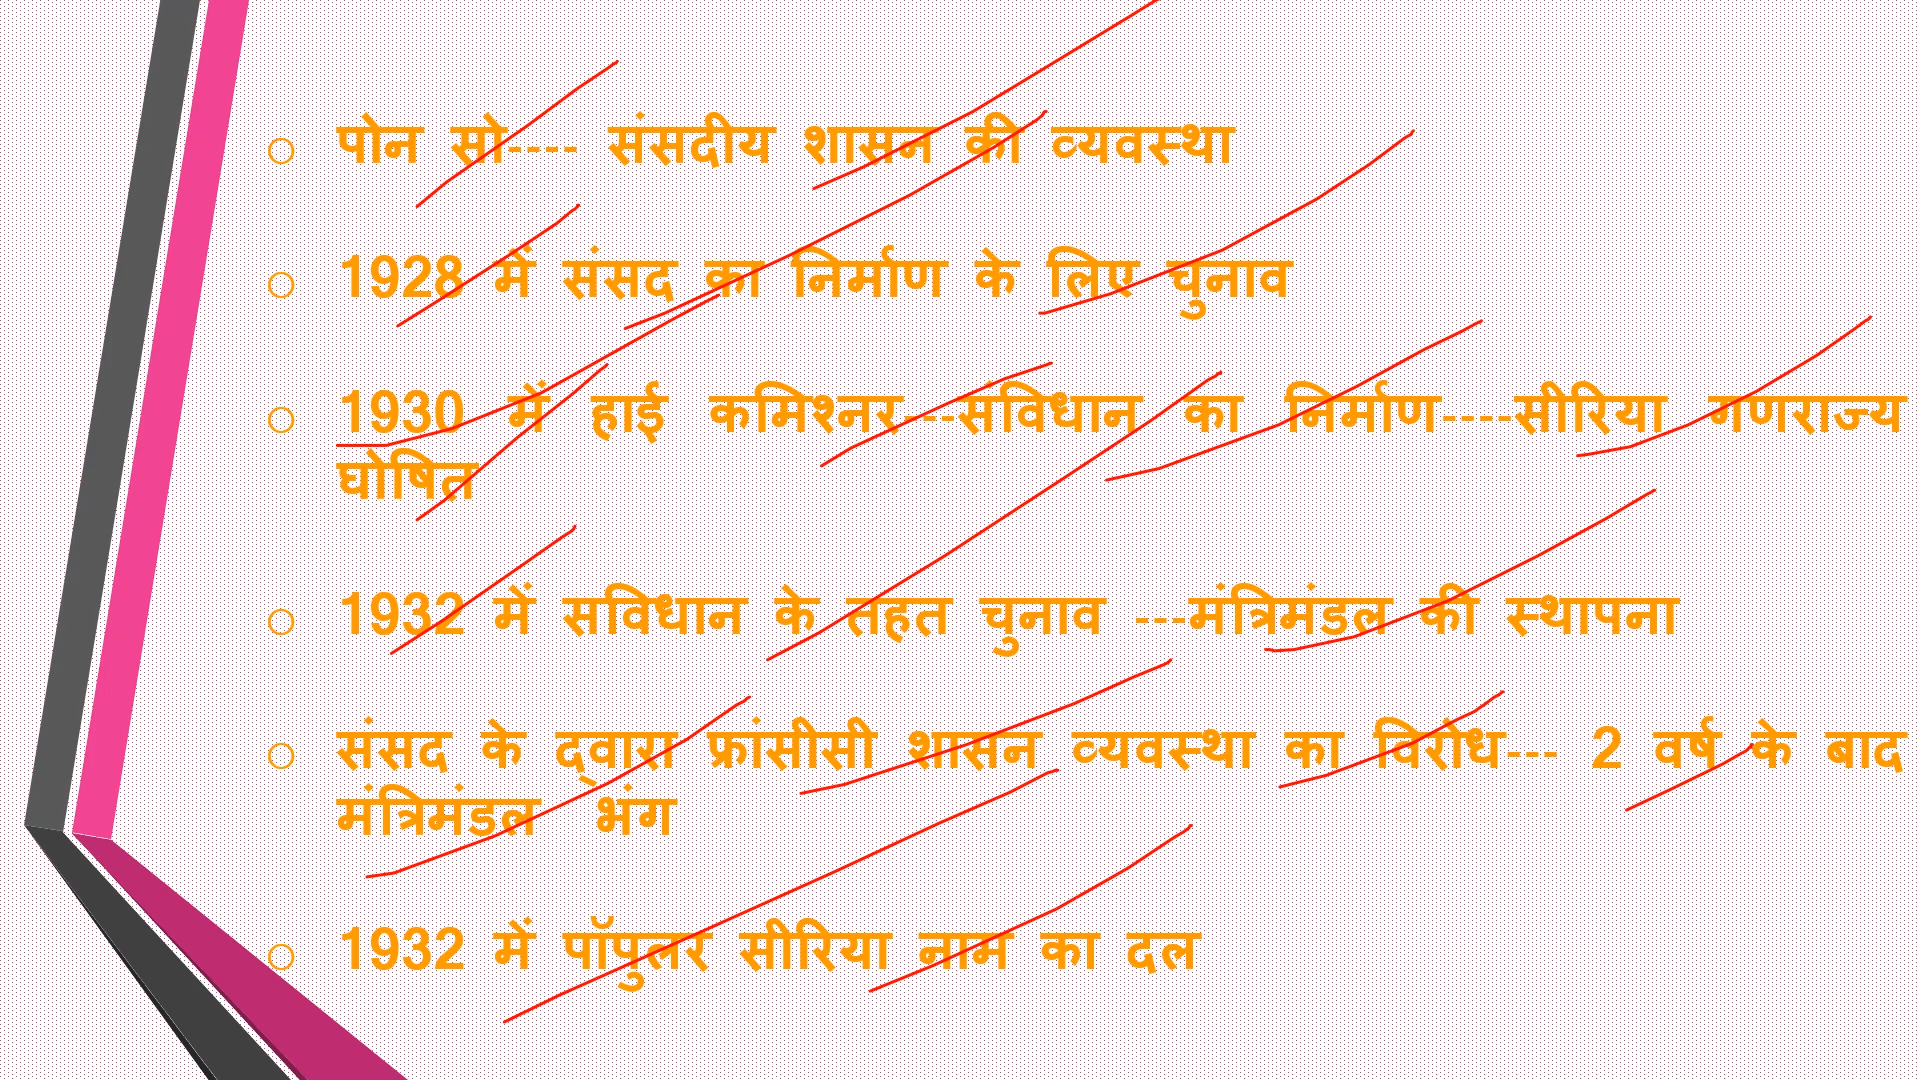 पोन सो---- संसदीय शासन की व्यवस्था
1928 में संसद का निर्माण के लिए चुनाव
1930 में हाई कमिश्नर---संविधान का निर्माण----सीरिया गणराज्य
घोषित
1932 में सविधान के तहत चुनाव ---मंत्रिमंडल की स्थापना
संसद के द्वारा फ्रांसीसी शासन व्यवस्था का विरोध--- 2 वर्ष के बाद
मंत्रिमंडल भंग
1932 में पॉपुलर सीरिया नाम का दल